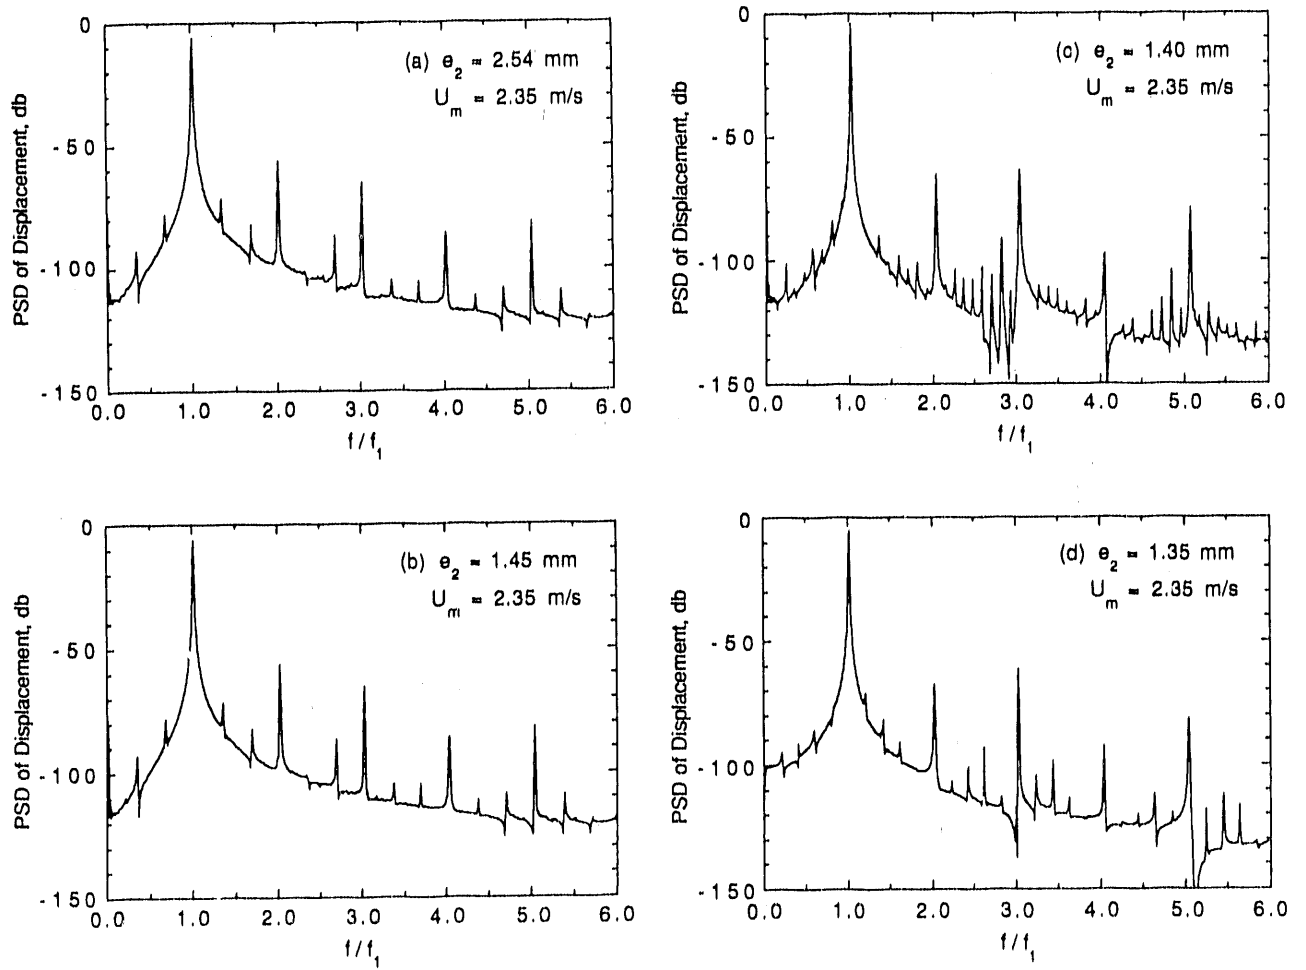 (a) e2 = 2.54 mm
Um = 2.35 m/s
PSD of Displacement, db
0
-50
-100
-150
0.0 1.0 2.0 3.0 4.0 5.0 6.0
f/f1
(c) e2 = 1.40 mm
Um = 2.35 m/s
PSD of Displacement, db
0
-50
-100
-150
0.0 1.0 2.0 3.0 4.0 5.0 6.0
f/f1
(b) e2 = 1.45 mm
Um = 2.35 m/s
PSD of Displacement, db
0
-50
-100
-150
0.0 1.0 2.0 3.0 4.0 5.0 6.0
f/f1
(d) e2 = 1.35 mm
Um = 2.35 m/s
PSD of Displacement, db
0
-50
-100
-150
0.0 1.0 2.0 3.0 4.0 5.0 6.0
f/f1